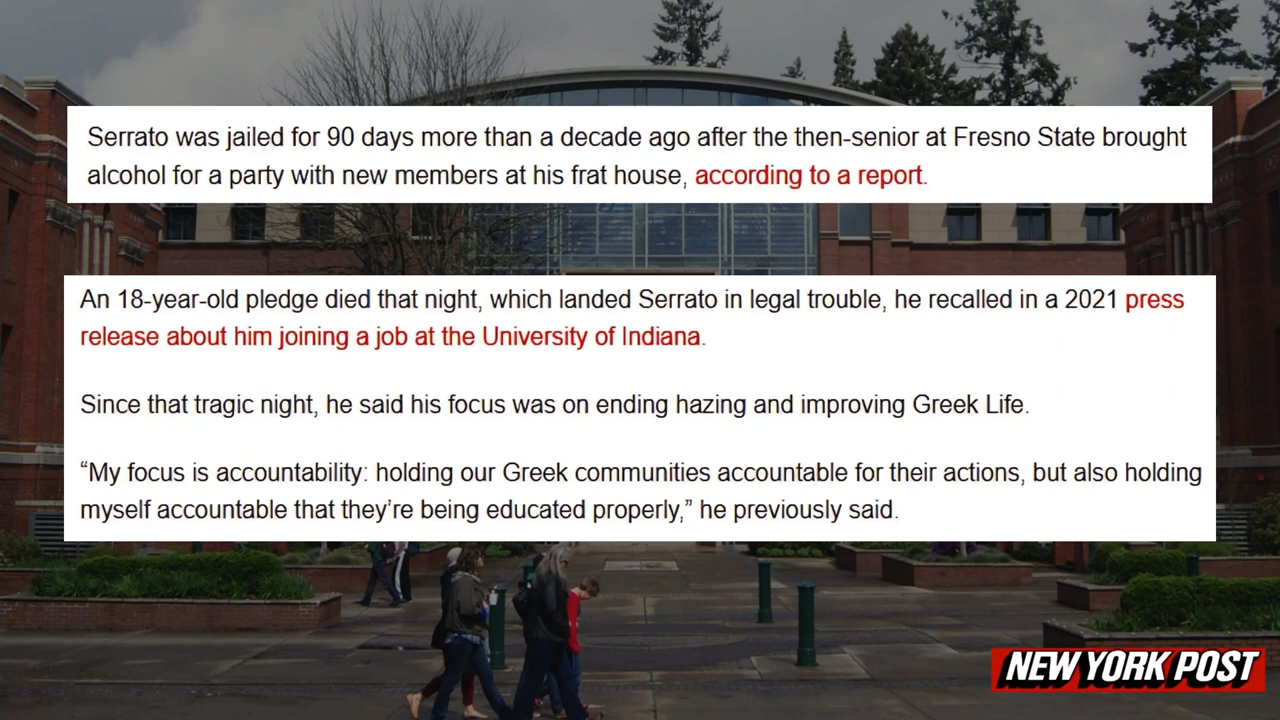 Serrato was jailed for 90 days more than a decade ago after the then-senior at Fresno State brought
alcohol for a party with new members at his frat house, according to a report.
An 18-year-old pledge died that night, which landed Serrato in legal trouble, he recalled in a 2021 press
release about him joining a job at the University of Indiana.
Since that tragic night, he said his focus was on ending hazing and improving Greek Life.
“My focus is accountability: holding our Greek communities accountable for their actions, but also holding
myself accountable that they’re being educated properly,” he previously said.
NEW YORK POST